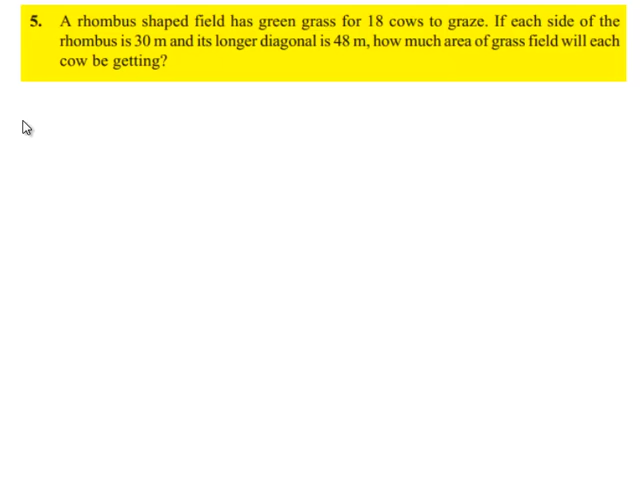 5. A rhombus shaped field has green grass for 18 cows to graze. If each side of the
rhombus is 30 m and its longer diagonal is 48 m, how much area of grass field will each
cow be getting?